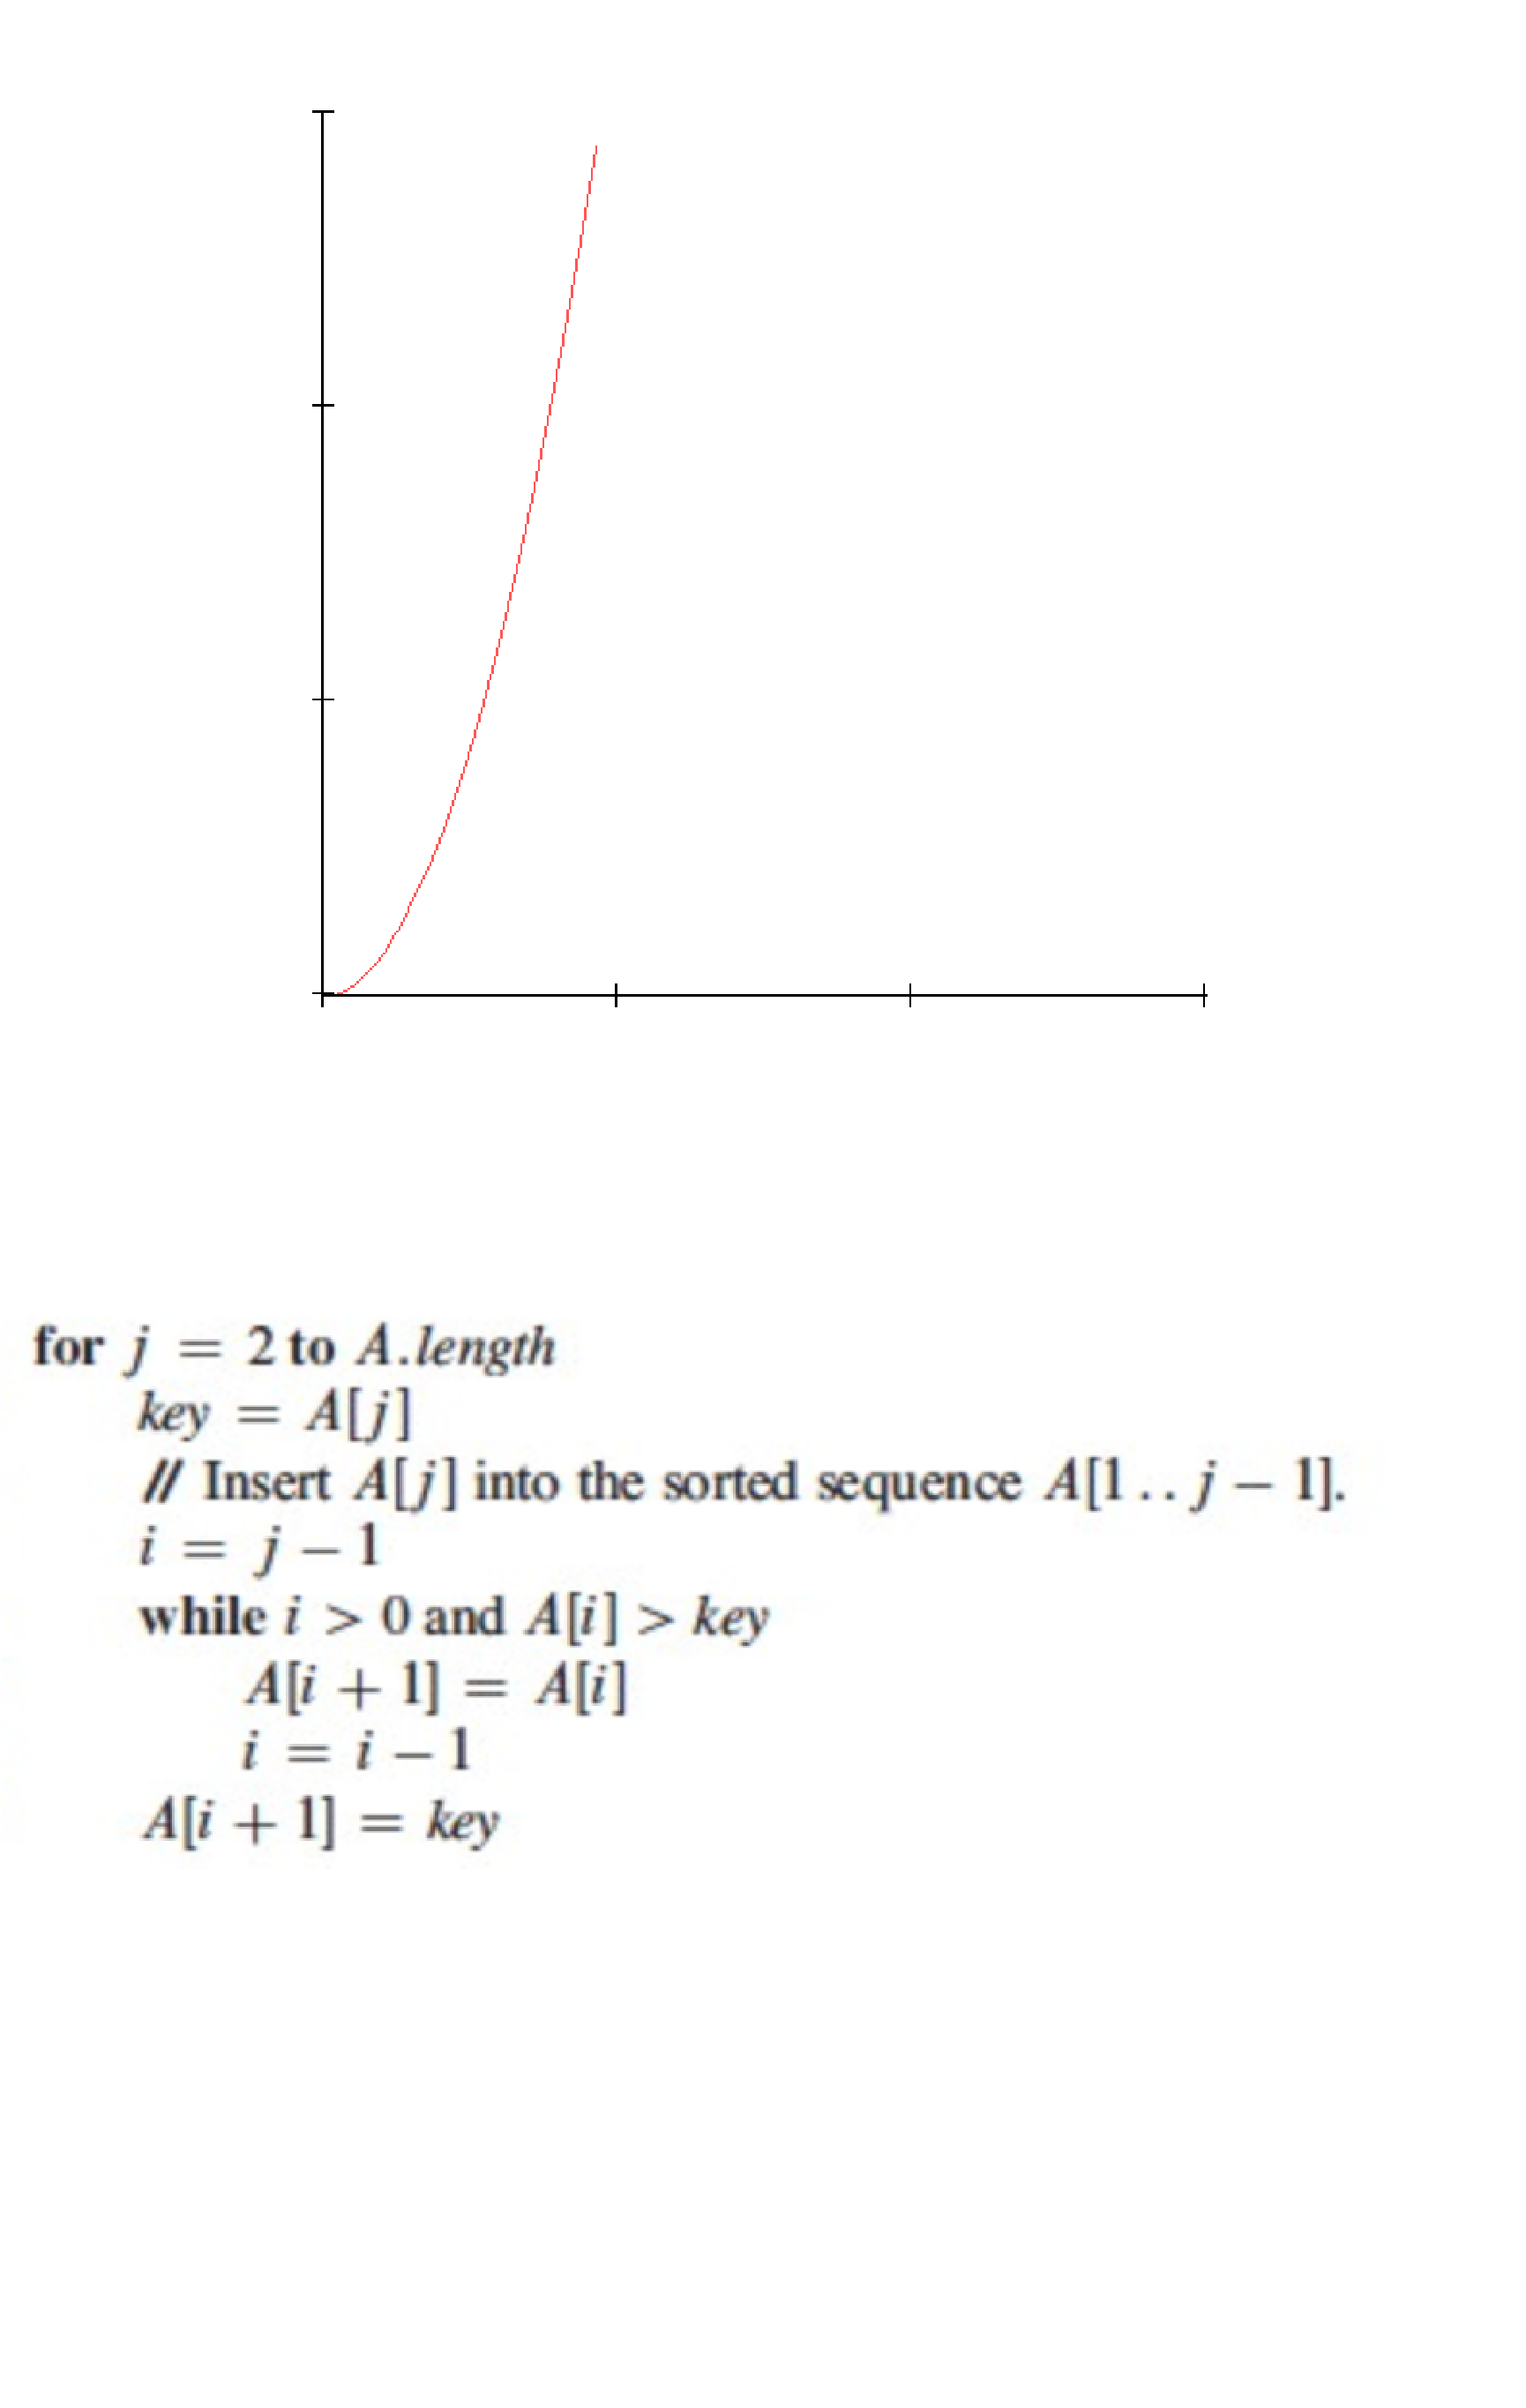 for j = 2 to A.length
key = A[j]
// Insert A[j] into the sorted sequence A[1 . . j − 1].
i = j − 1
while i > 0 and A[i] > key
A[i + 1] = A[i]
i = i − 1
A[i + 1] = key